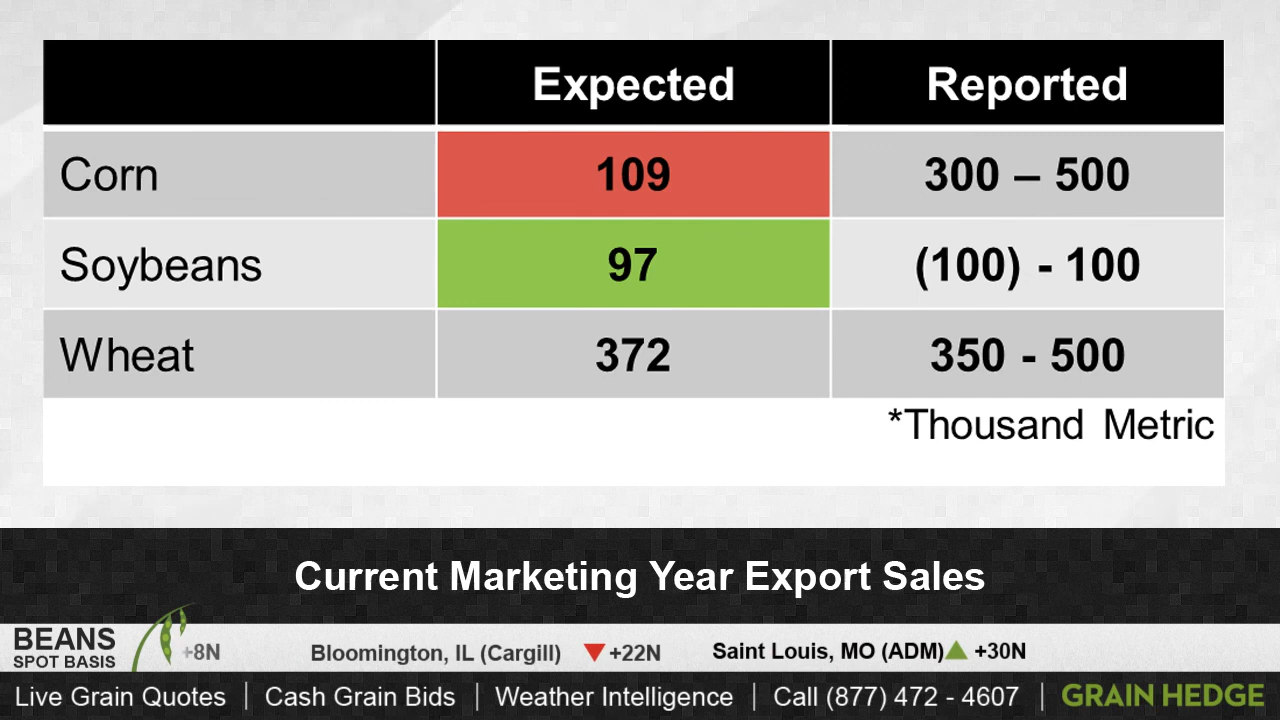 Expected Reported
Corn 109 300 – 500
Soybeans 97 (100) - 100
Wheat 372 350 - 500
*Thousand Metric
Current Marketing Year Export Sales
BEANS
SPOT BASIS
+8N Bloomington, IL (Cargill) +22N Saint Louis, MO (ADM) +30N
Live Grain Quotes | Cash Grain Bids | Weather Intelligence | Call (877) 472 - 4607 | GRAIN HEDGE